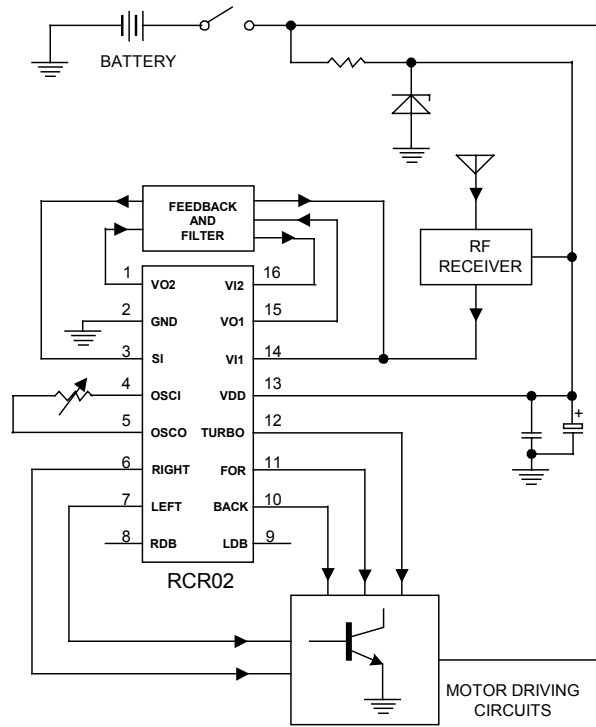 BATTERY
FEEDBACK
AND
FILTER
RF
RECEIVER
1 VO2 VI2 16
2 GND VO1 15
3 SI VI1 14
4 OSCI VDD 13
5 OSCO TURBO 12
6 RIGHT FOR 11
7 LEFT BACK 10
8 RDB LDB 9
+
RCR02
MOTOR DRIVING
CIRCUITS